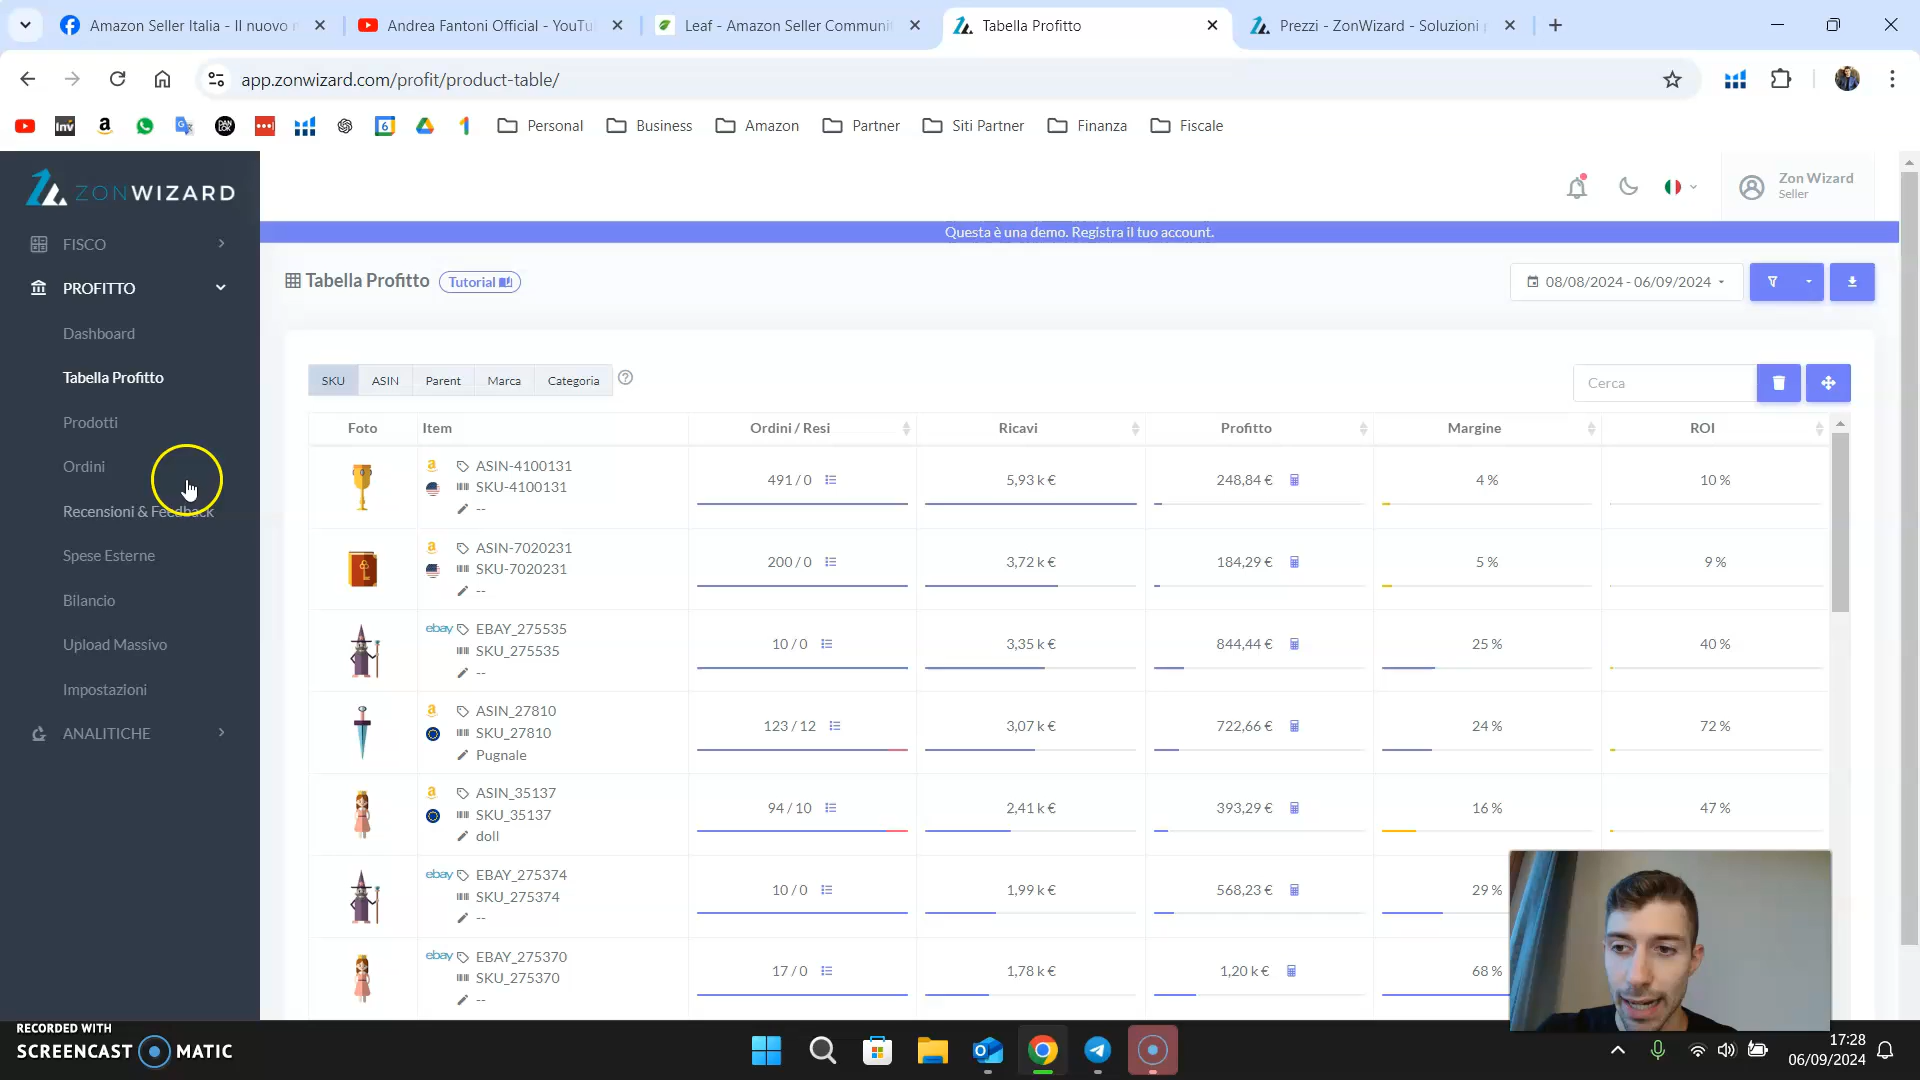 Amazon Seller Italia - Il nuovo
Andrea Fantoni Official - YouTu
Leaf - Amazon Seller Communit
Tabella Profitto
Prezzi - ZonWizard - Soluzioni
app.zonwizard.com/profit/product-table/
Inv
DAN LOK
6
Personal
Business
Amazon
Partner
Siti Partner
Finanza
Fiscale
ZONWIZARD
Zon Wizard
Seller
FISCO
PROFITTO
Dashboard
Tabella Profitto
Prodotti
Ordini
Recensioni & Feedback
Spese Esterne
Bilancio
Upload Massivo
Impostazioni
ANALITICHE
Questa è una demo. Registra il tuo account.
Tabella Profitto Tutorial
08/08/2024 - 06/09/2024
SKU ASIN Parent Marca Categoria
Cerca
Foto Item Ordini / Resi Ricavi Profitto Margine ROI
ASIN-4100131
SKU-4100131
--
491 / 0 5,93 k € 248,84 € 4 % 10 %
ASIN-7020231
SKU-7020231
--
200 / 0 3,72 k € 184,29 € 5 % 9 %
ebay EBAY_275535
SKU_275535
--
10 / 0 3,35 k € 844,44 € 25 % 40 %
ASIN_27810
SKU_27810
Pugnale
123 / 12 3,07 k € 722,66 € 24 % 72 %
ASIN_35137
SKU_35137
doll
94 / 10 2,41 k € 393,29 € 16 % 47 %
ebay EBAY_275374
SKU_275374
--
10 / 0 1,99 k € 568,23 € 29 %
ebay EBAY_275370
SKU_275370
--
17 / 0 1,78 k € 1,20 k € 68 %
RECORDED WITH
SCREENCAST MATIC
17:28
06/09/2024